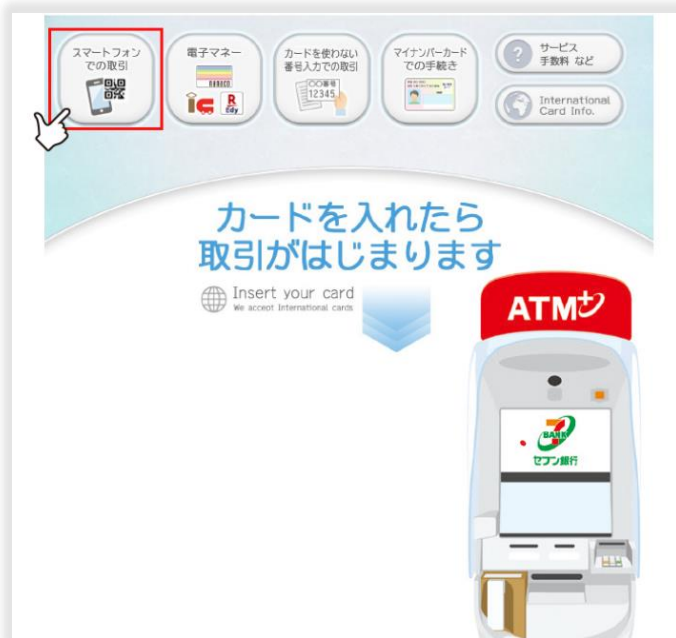 スマートフォン
での取引
電子マネー
nanaco
R
Edy
カードを使わない
番号入力での取引
○○番号
12345
マイナンバーカード
での手続き
? サービス
手数料 など
International
Card Info.
カードを入れたら
取引がはじまります
Insert your card
We accept International cards
ATM+
7
BANK
セブン銀行